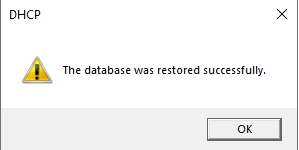 DHCP
The database was restored successfully.
OK